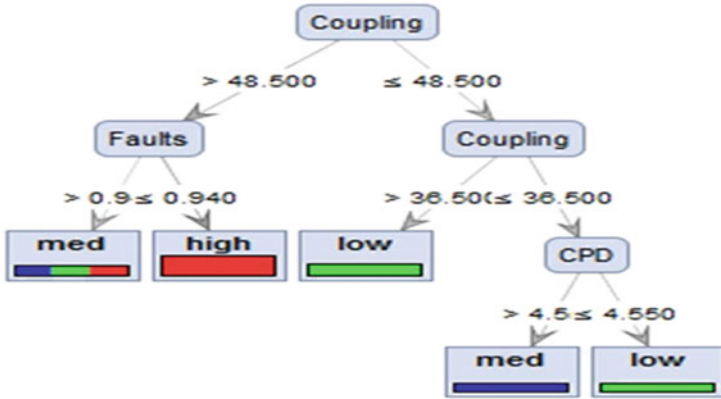 Coupling
> 48.500 ≤ 48.500
Faults Coupling
> 0.9 ≤ 0.940 > 36.50( ≤ 36.500
med high low
CPD
> 4.5 ≤ 4.550
med low